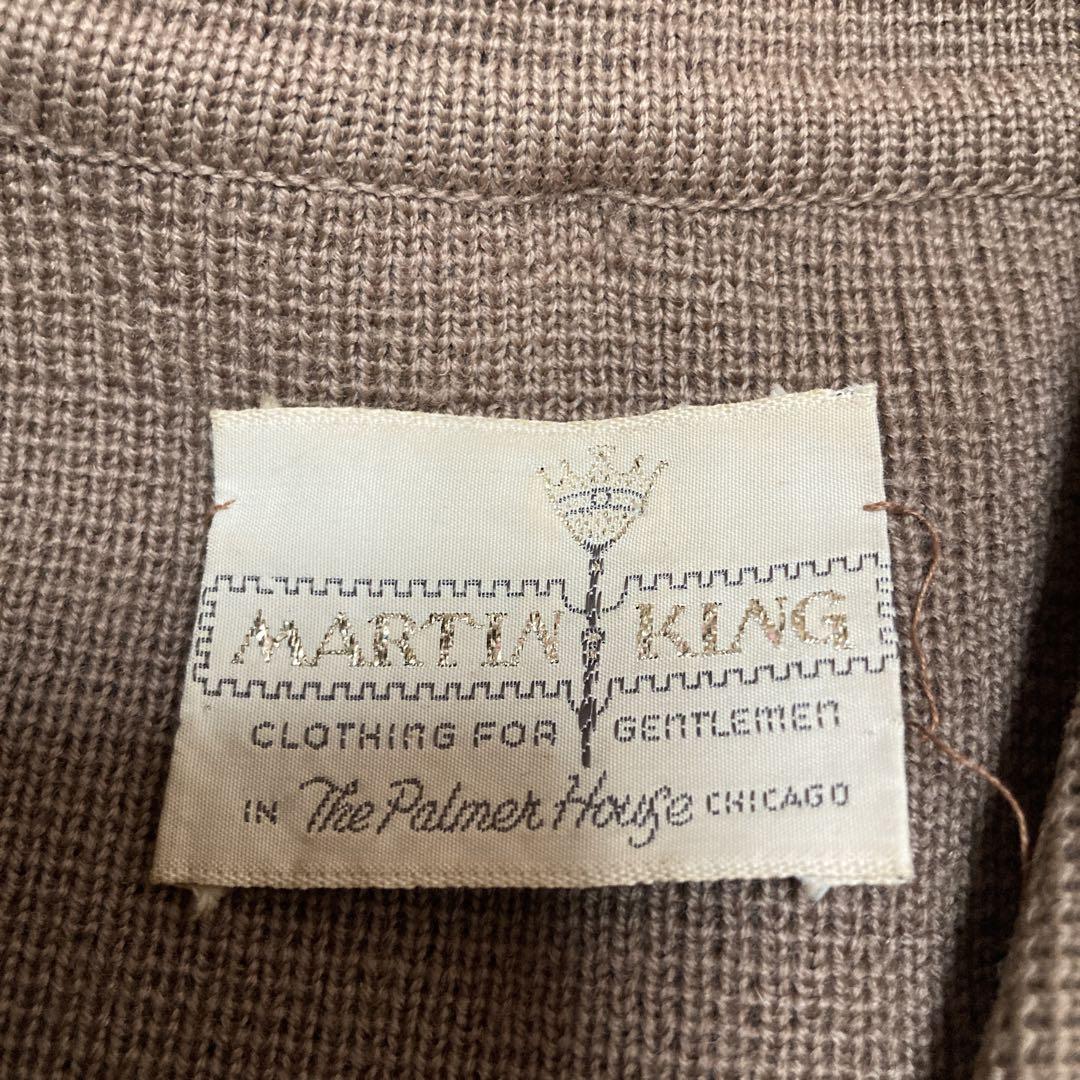 MARTIN KING
CLOTHING FOR GENTLEMEN
IN The Palmer House CHICAGO